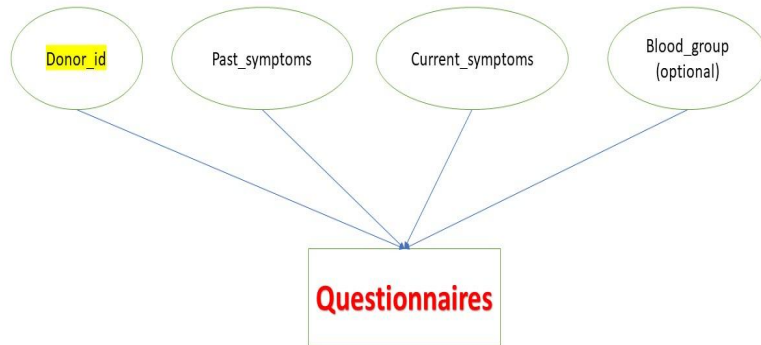 Donor_id
Past_symptoms
Current_symptoms
Blood_group
(optional)
Questionnaires